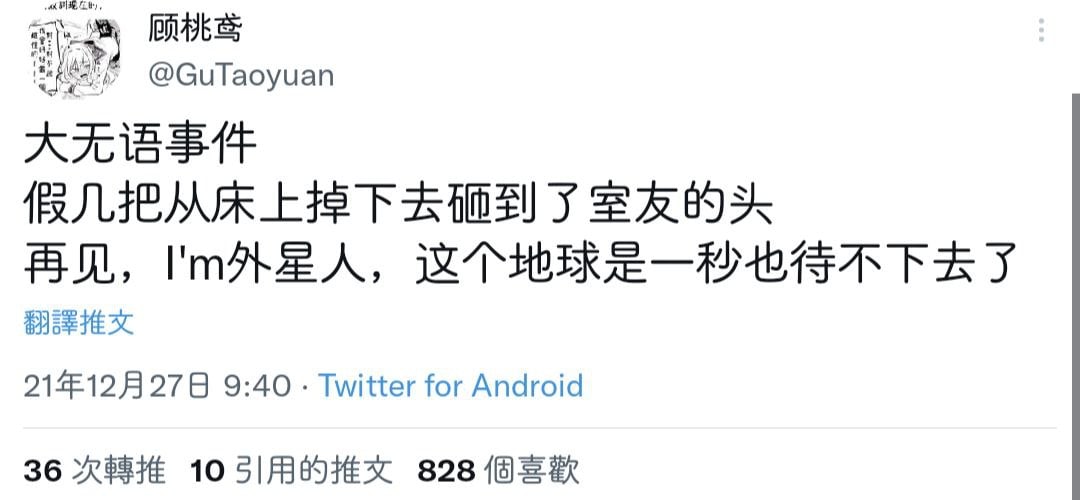 顾桃鸢
@GuTaoyuan
大无语事件
假几把从床上掉下去砸到了室友的头
再见，I'm外星人，这个地球是一秒也待不下去了
翻譯推文
21年12月27日 9:40 · Twitter for Android
36 次轉推 10 引用的推文 828 個喜歡